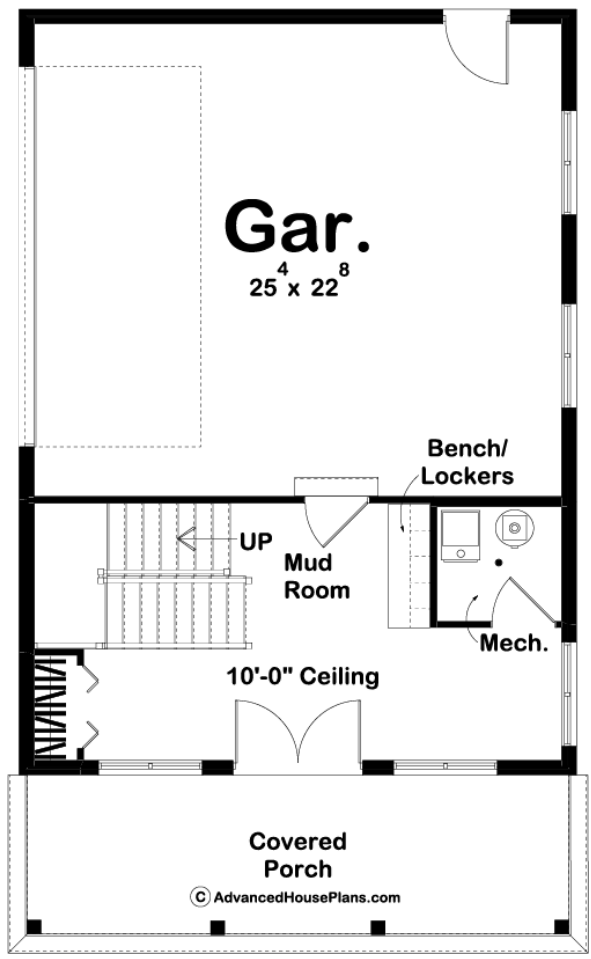 Gar.
25⁴ x 22⁸
Bench/
Lockers
UP
Mud
Room
Mech.
10'-0" Ceiling
Covered
Porch
© AdvancedHousePlans.com